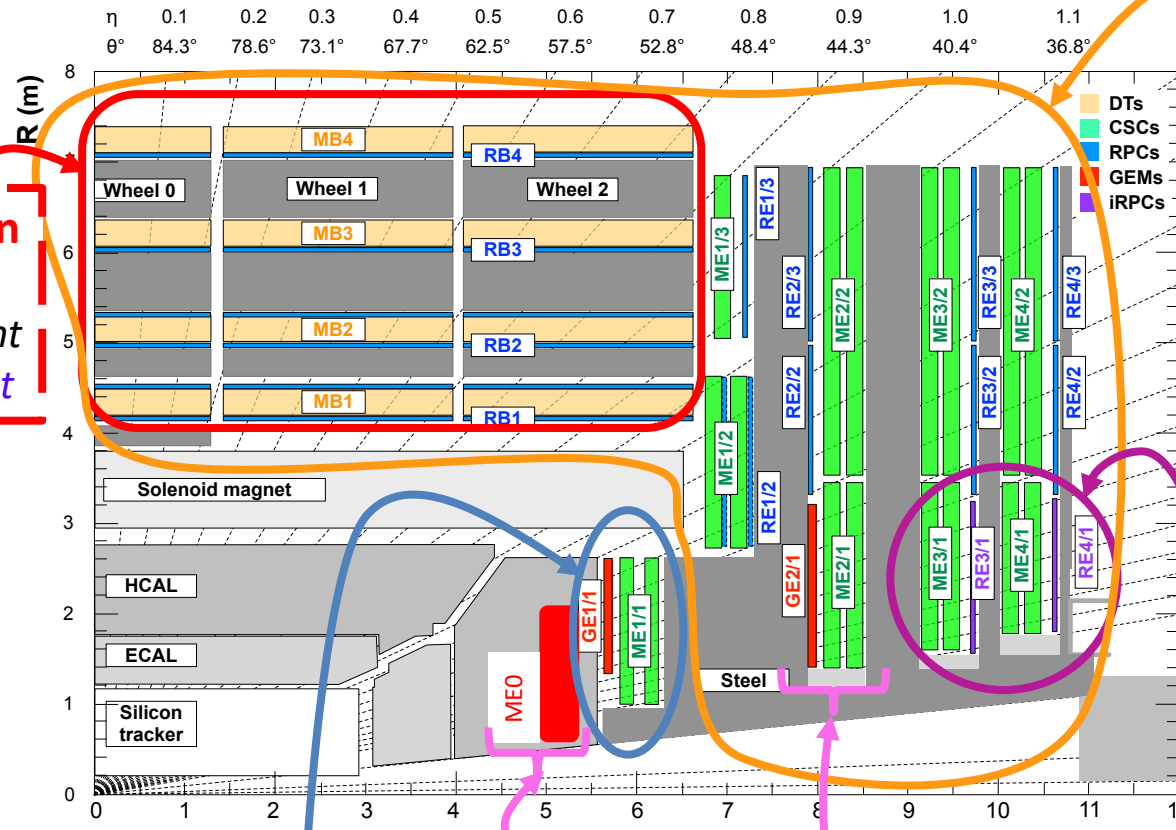 η 0.1 0.2 0.3 0.4 0.5 0.6 0.7 0.8 0.9 1.0 1.1
θ° 84.3° 78.6° 73.1° 67.7° 62.5° 57.5° 52.8° 48.4° 44.3° 40.4° 36.8°
R (m)
8
6
5
4
3
2
1
0
n
nt
t
MB4
RB4
Wheel 0
Wheel 1
Wheel 2
MB3
RB3
MB2
RB2
MB1
RB1
DTs
CSCs
RPCs
GEMs
iRPCs
ME1/3
RE1/3
RE2/3
ME2/2
ME3/2
RE3/3
ME4/2
RE4/3
ME1/2
RE1/2
RE2/2
RE3/2
RE4/2
Solenoid magnet
HCAL
ECAL
Silicon
tracker
ME0
GE1/1
ME1/1
GE2/1
ME2/1
ME3/1
RE3/1
ME4/1
RE4/1
Steel
0 1 2 3 4 5 6 7 8 9 10 11 1